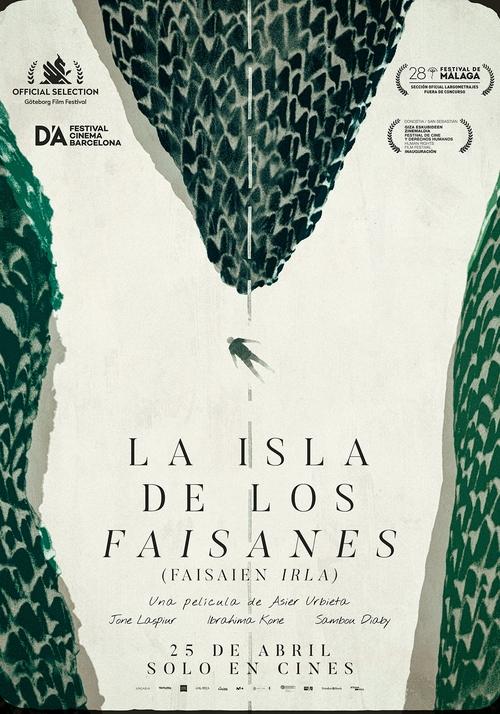 OFFICIAL SELECTION
Göteborg Film Festival
D'A FESTIVAL
CINEMA
BARCELONA
28 FESTIVAL DE
MÁLAGA
SECCIÓN OFICIAL LARGOMETRAJES
FUERA DE CONCURSO
DONOSTIA / SAN SEBASTIAN
GIZA ESKUBIDEEN
ZINEMALDIA
FESTIVAL DE CINE
Y DERECHOS HUMANOS
HUMAN RIGHTS
FILM FESTIVAL
INAUGURACIÓN
LA ISLA
DE LOS
FAISANES
(FAISAIEN IRLA)
Una película de Asier Urbieta
Jone Laspiur Ibrahima Kone Sambou Diaby
25 DE ABRIL
SOLO EN CINES